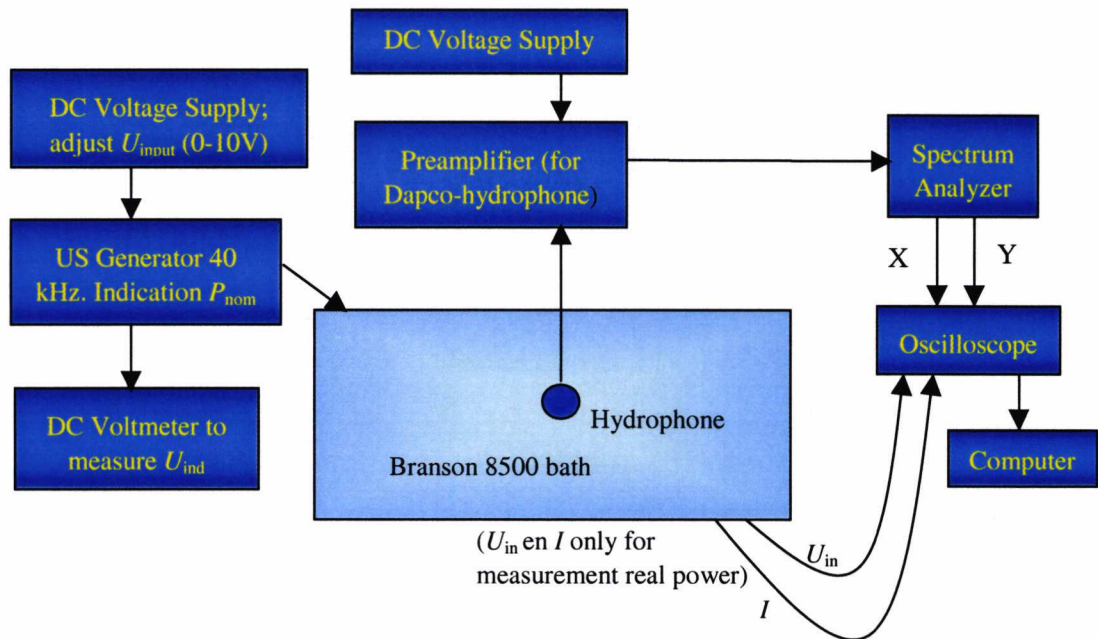 DC Voltage Supply
DC Voltage Supply;
adjust Uinput (0-10V)
Preamplifier (for
Dapco-hydrophone)
Spectrum
Analyzer
US Generator 40
kHz. Indication Pnom
X
Y
Oscilloscope
DC Voltmeter to
measure Uind
Hydrophone
Branson 8500 bath
Computer
(Uin en I only for
measurement real power)
Uin
I